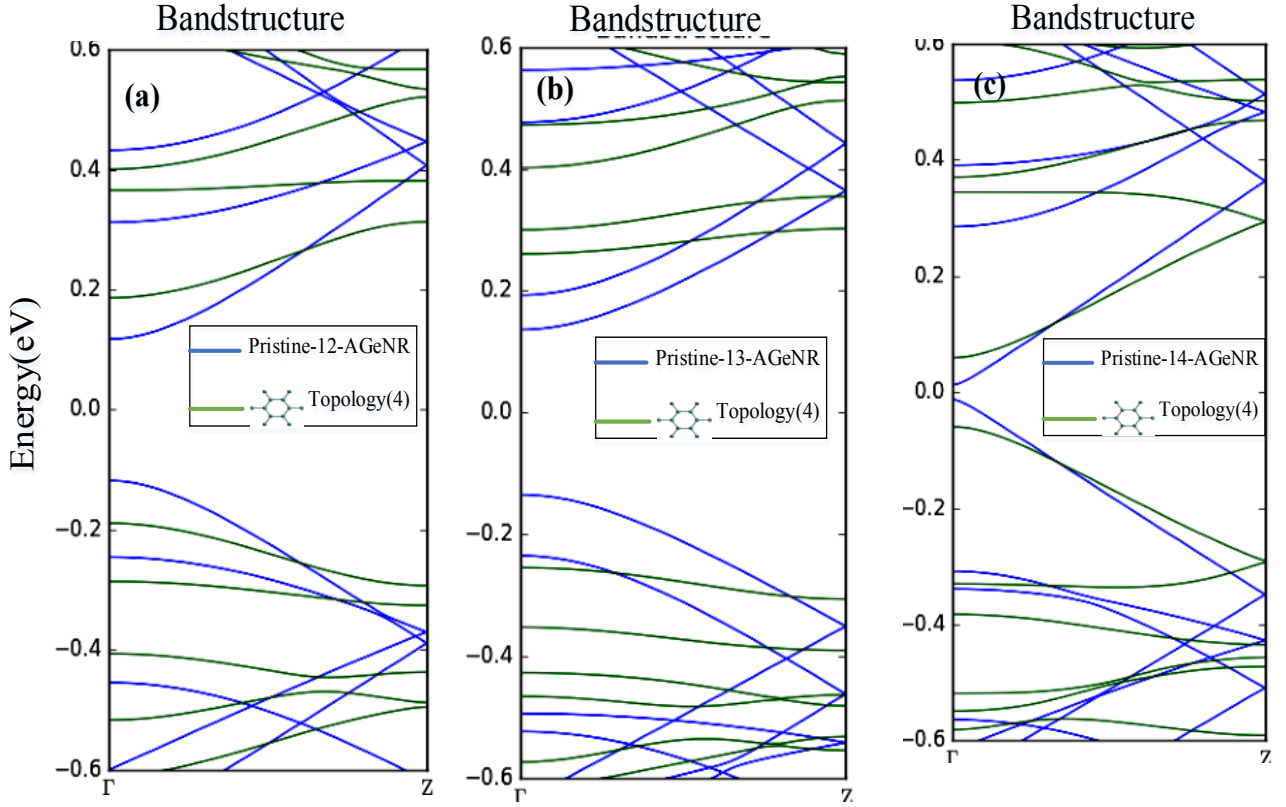 Bandstructure
Bandstructure
Bandstructure
Energy(eV)
(a)
0.6
0.4
0.2
0.0
−0.2
−0.4
−0.6
Γ
Z
Pristine-12-AGeNR
Topology(4)
(b)
0.6
0.4
0.2
0.0
−0.2
−0.4
−0.6
Γ
Z
Pristine-13-AGeNR
Topology(4)
(c)
0.6
0.4
0.2
0.0
−0.2
−0.4
−0.6
Γ
Z
Pristine-14-AGeNR
Topology(4)